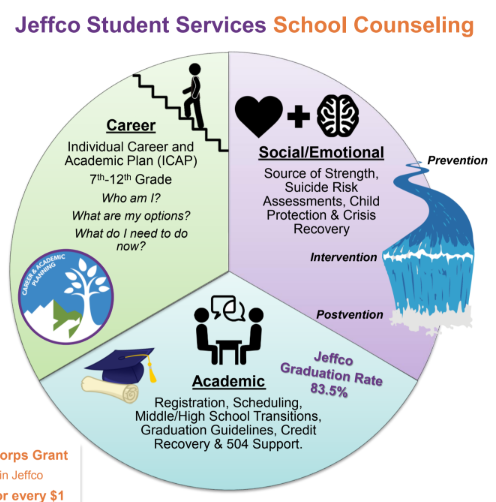 Jeffco Student Services School Counseling
Career
Individual Career and
Academic Plan (ICAP)
7th-12th Grade
Who am I?
What are my options?
What do I need to do
now?
CAREER & ACADEMIC
PLANNING
Social/Emotional
Source of Strength,
Suicide Risk
Assessments, Child
Protection & Crisis
Recovery
Prevention
Intervention
Postvention
Jeffco
Graduation Rate
83.5%
Academic
Registration, Scheduling,
Middle/High School Transitions,
Graduation Guidelines, Credit
Recovery & 504 Support.
orps Grant
in Jeffco
or every $1